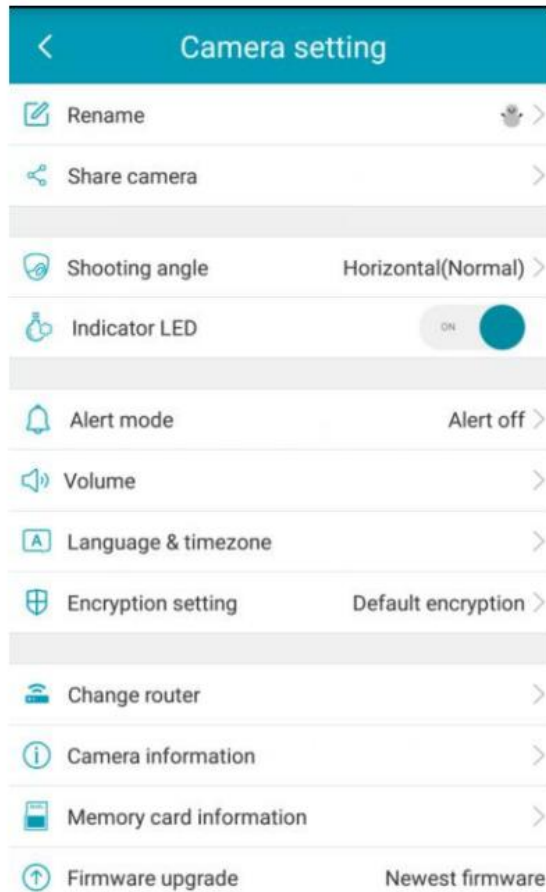 Camera setting
Rename
Share camera
Shooting angle Horizontal(Normal)
Indicator LED ON
Alert mode Alert off
Volume
A Language & timezone
Encryption setting Default encryption
Change router
Camera information
Memory card information
Firmware upgrade Newest firmware